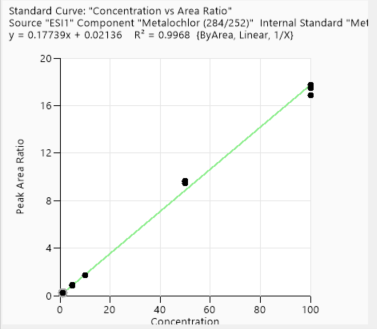 Standard Curve: "Concentration vs Area Ratio"
Source "ESI1" Component "Metalochlor (284/252)" Internal Standard "Met
y = 0.17739x + 0.02136 R² = 0.9968 (ByArea, Linear, 1/X)
20
16
12
8
4
0
Peak Area Ratio
0 20 40 60 80 100
Concentration